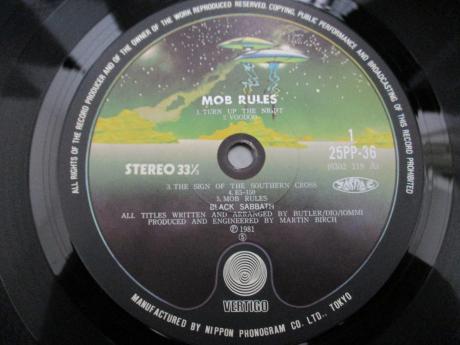 ALL RIGHTS OF THE RECORD PRODUCER AND OF THE OWNER OF THE WORK REPRODUCED RESERVED. COPYING, PUBLIC PERFORMANCE AND BROADCASTING OF THIS RECORD PROHIBITED
MOB RULES
1. TURN UP THE NIGHT
2. VOODOO
STEREO 33⅓
1
25PP-36
(6302 119 A)
3. THE SIGN OF THE SOUTHERN CROSS
4. E5-150
5. MOB RULES
BLACK SABBATH
ALL TITLES WRITTEN AND ARRANGED BY BUTLER/DIO/IOMMI
PRODUCED AND ENGINEERED BY MARTIN BIRCH
Ⓟ 1981
Ⓢ
VERTIGO
MANUFACTURED BY NIPPON PHONOGRAM CO. LTD., TOKYO